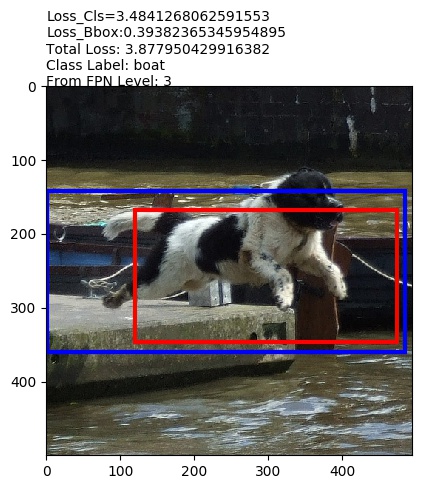 Loss_Cls=3.4841268062591553
Loss_Bbox:0.39382365345954895
Total Loss: 3.877950429916382
Class Label: boat
From FPN Level: 3
0
100
200
300
400
0 100 200 300 400